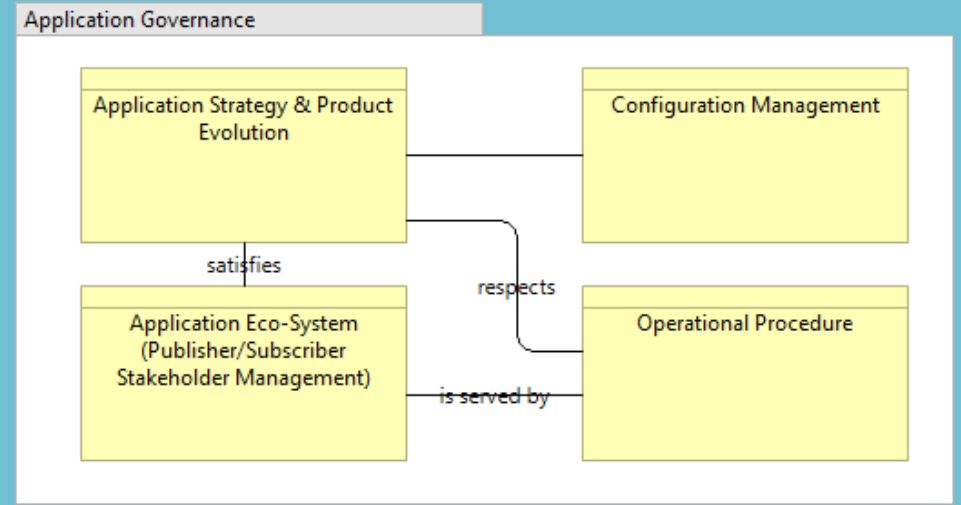 Application Governance
Application Strategy & Product
Evolution
Configuration Management
satisfies
respects
Application Eco-System
(Publisher/Subscriber
Stakeholder Management)
Operational Procedure
is served by